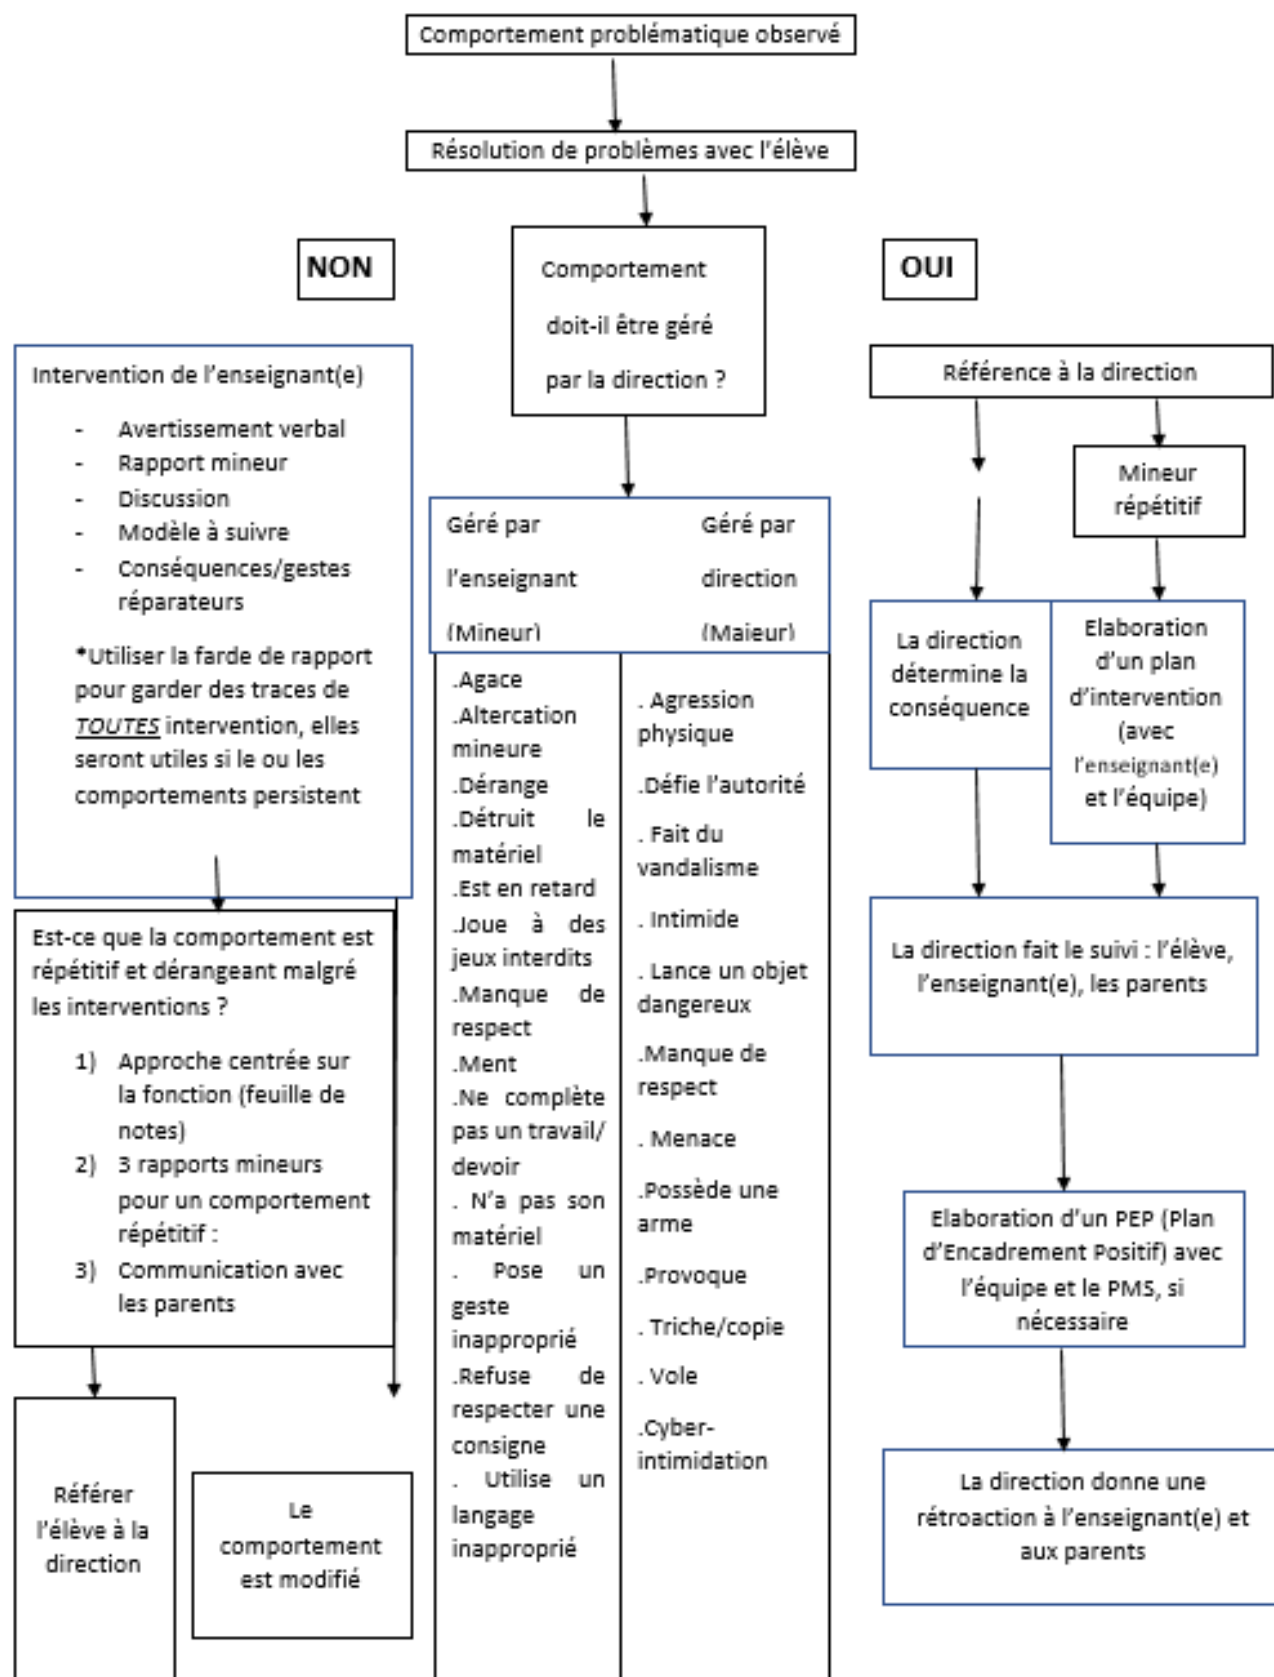 Comportement problématique observé
Résolution de problèmes avec l'élève
NON
Comportement
doit-il être géré
par la direction ?
OUI
Intervention de l'enseignant(e)
- Avertissement verbal
- Rapport mineur
- Discussion
- Modèle à suivre
- Conséquences/gestes
réparateurs
*Utiliser la farde de rapport
pour garder des traces de
TOUTES intervention, elles
seront utiles si le ou les
comportements persistent
Est-ce que la comportement est
répétitif et dérangeant malgré
les interventions ?
1) Approche centrée sur
la fonction (feuille de
notes)
2) 3 rapports mineurs
pour un comportement
répétitif :
3) Communication avec
les parents
Référer
l'élève à la
direction
Le
comportement
est modifié
Géré par
l'enseignant
(Mineur)
Géré par
direction
(Majeur)
.Agace
.Altercation
mineure
.Dérange
.Détruit le
matériel
.Est en retard
.Joue à des
jeux interdits
.Manque de
respect
.Ment
.Ne complète
pas un travail/
devoir
. N'a pas son
matériel
. Pose un
geste
inapproprié
.Refuse de
respecter une
consigne
. Utilise un
langage
inapproprié
. Agression
physique
.Défie l'autorité
. Fait du
vandalisme
. Intimide
. Lance un objet
dangereux
.Manque de
respect
. Menace
.Possède une
arme
.Provoque
. Triche/copie
. Vole
.Cyber-
intimidation
Référence à la direction
Mineur
répétitif
La direction
détermine la
conséquence
Elaboration
d'un plan
d'intervention
(avec
l'enseignant(e)
et l'équipe)
La direction fait le suivi : l'élève,
l'enseignant(e), les parents
Elaboration d'un PEP (Plan
d'Encadrement Positif) avec
l'équipe et le PMS, si
nécessaire
La direction donne une
rétroaction à l'enseignant(e) et
aux parents